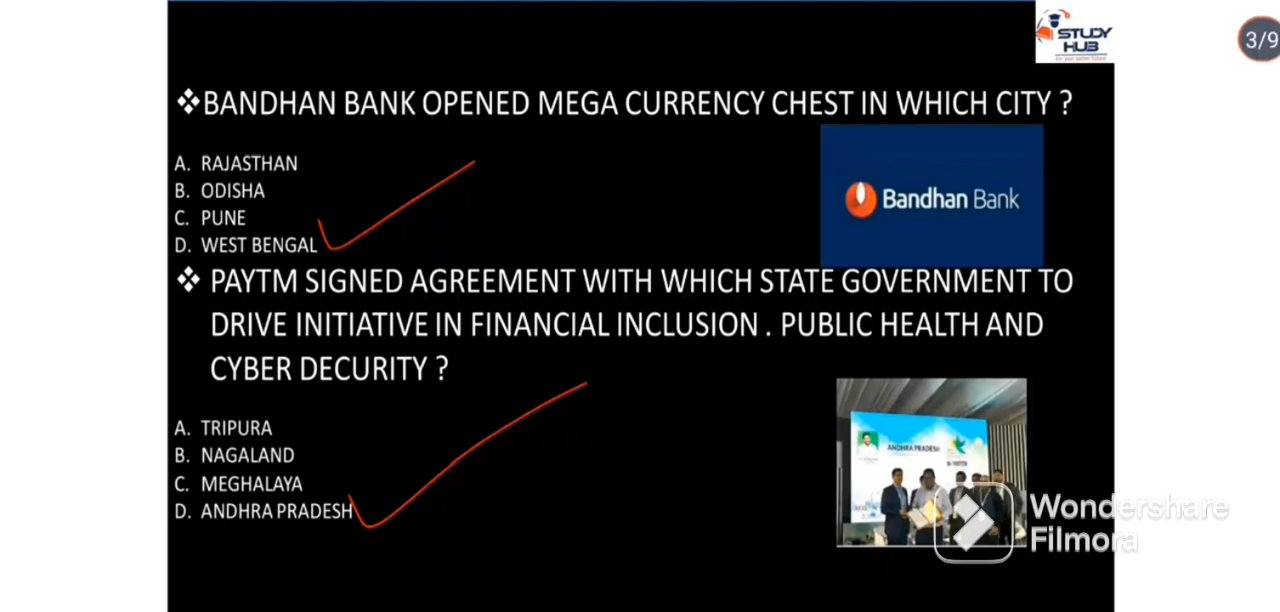 STUDY
HUB
3/9
❖BANDHAN BANK OPENED MEGA CURRENCY CHEST IN WHICH CITY ?
A. RAJASTHAN
B. ODISHA
C. PUNE
D. WEST BENGAL
Bandhan Bank
❖ PAYTM SIGNED AGREEMENT WITH WHICH STATE GOVERNMENT TO
DRIVE INITIATIVE IN FINANCIAL INCLUSION . PUBLIC HEALTH AND
CYBER DECURITY ?
A. TRIPURA
B. NAGALAND
C. MEGHALAYA
D. ANDHRA PRADESH
ANDHRA PRADESH
Wondershare
Filmora